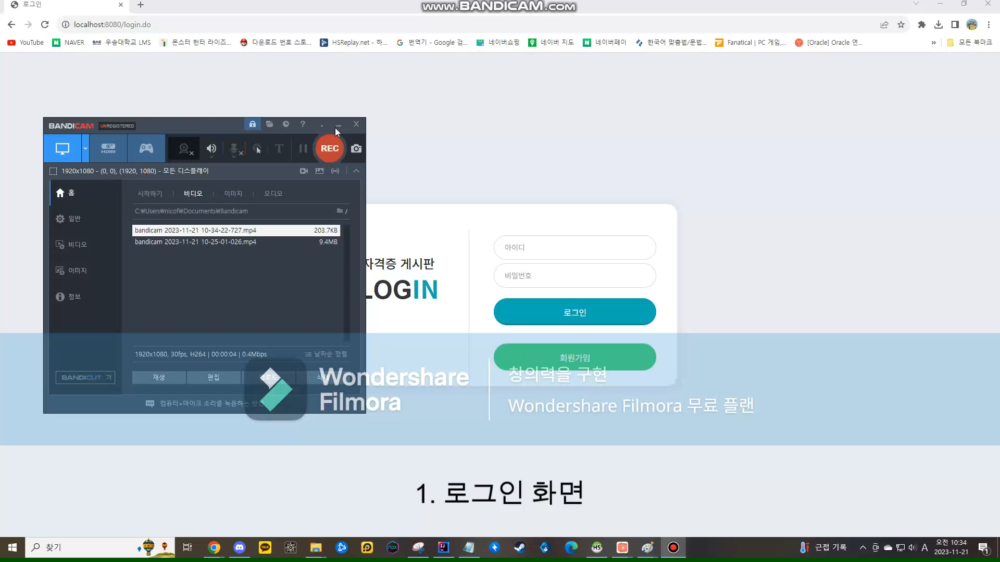 로그인
www.BANDICAM.com
localhost:8080/login.do
YouTube
NAVER
우송대학교 LMS
몬스터 헌터 라이즈...
다운로드 번호 스토...
HSReplay.net - 하...
번역기 - Google 검...
네이버쇼핑
네이버 지도
네이버페이
한국어 맞춤법/문법...
Fanatical | PC 게임,...
[Oracle] Oracle 연...
»
모든 북마크
BANDICAM UNREGISTERED
HDMI
T
REC
1920x1080 - (0, 0), (1920, 1080) - 모든 디스플레이
홈
일반
비디오
이미지
정보
시작하기 | 비디오 | 이미지 | 오디오
C:₩Users₩nicof₩Documents₩Bandicam
/
bandicam 2023-11-21 10-34-22-727.mp4 203.7KB
bandicam 2023-11-21 10-25-01-026.mp4 9.4MB
1920x1080, 30fps, H264 | 00:00:04 | 0.4Mbps
날짜순 정렬
BANDICUT
재생
편집
컴퓨터+마이크 소리를 녹음하는 방법
자격증 게시판
LOGIN
아이디
비밀번호
로그인
회원가입
Wondershare
Filmora
창의력을 구현
Wondershare Filmora 무료 플랜
1. 로그인 화면
찾기
TALK
nox
IJ
HS
근접 기록
A
오전 10:34
2023-11-21
1